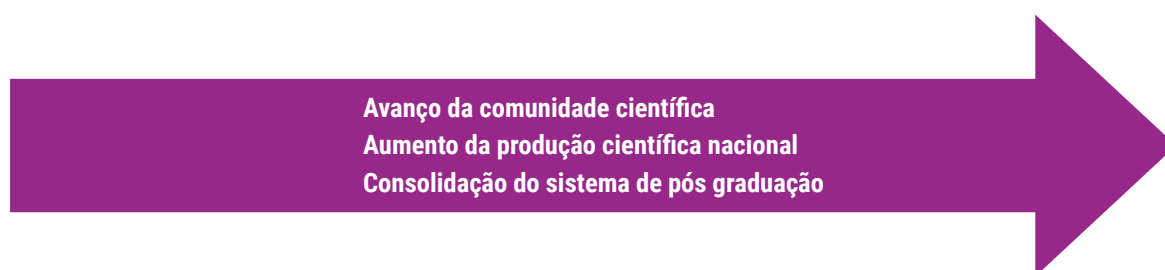 Avanço da comunidade científica
Aumento da produção científica nacional
Consolidação do sistema de pós graduação